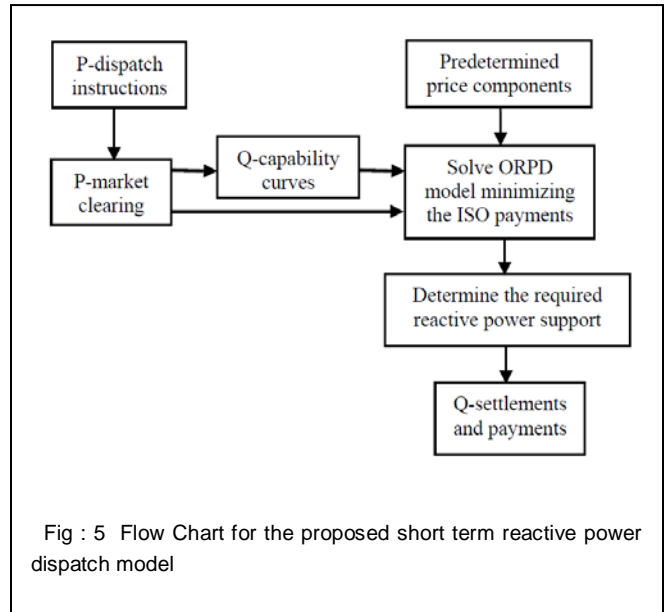 P-dispatch
instructions
Predetermined
price components
P-market
clearing
Q-capability
curves
Solve ORPD
model minimizing
the ISO payments
Determine the required
reactive power support
Q-settlements
and payments
Fig : 5 Flow Chart for the proposed short term reactive power
dispatch model